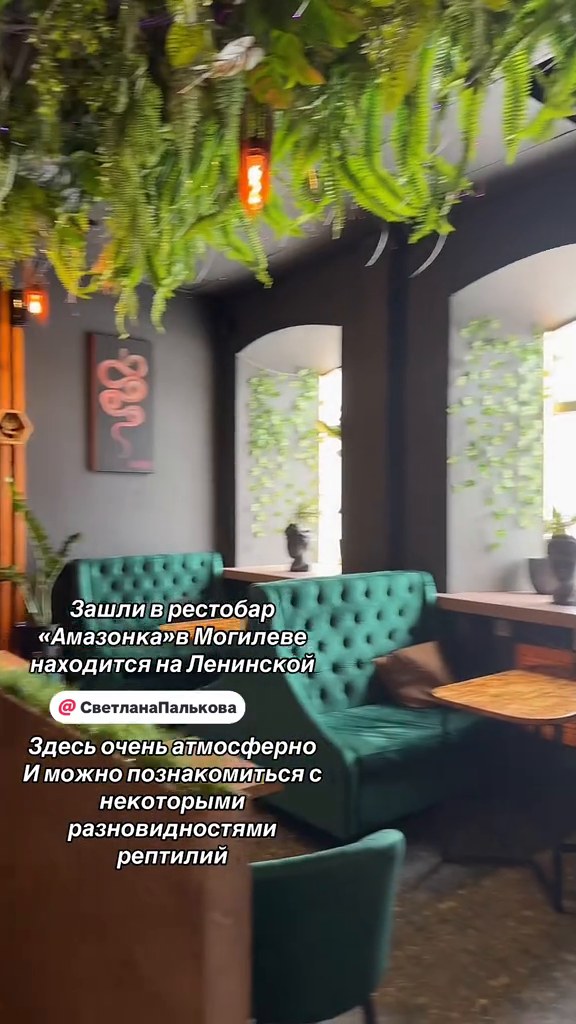 Зашли в рестобар
«Амазонка»в Могилеве
находится на Ленинской
@ СветланаПалькова
Здесь очень атмосферно
И можно познакомиться с
некоторыми
разновидностями
рептилий